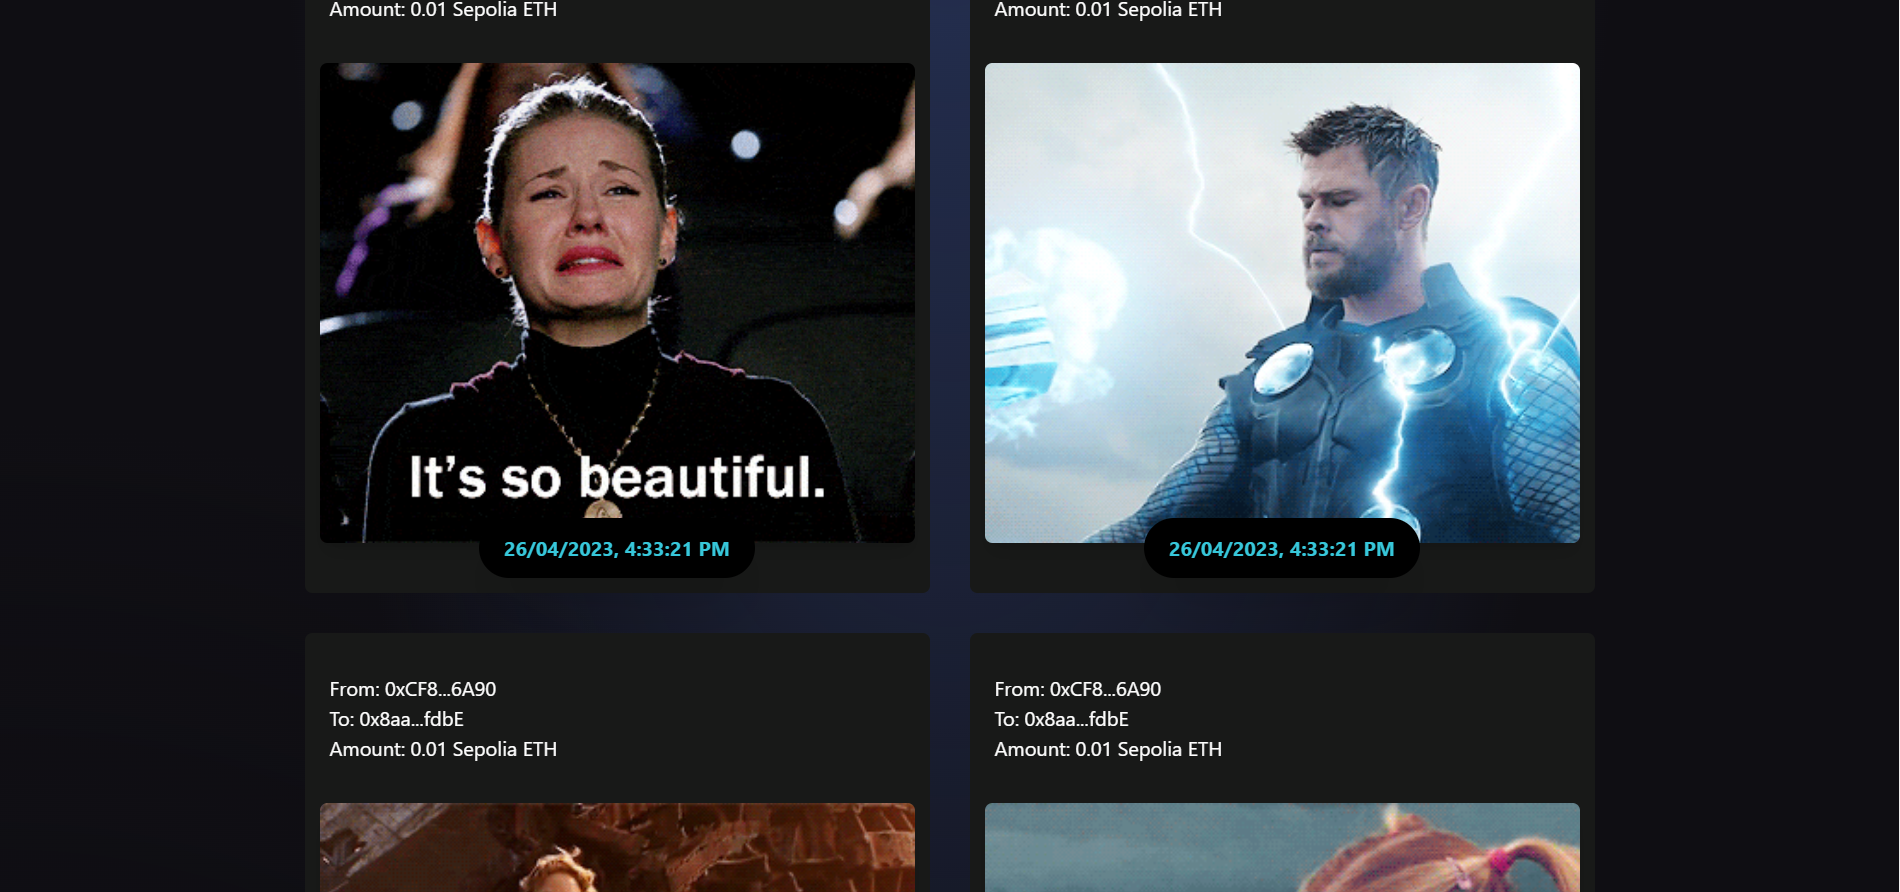 Amount: 0.01 Sepolia ETH
Amount: 0.01 Sepolia ETH
It's so beautiful.
26/04/2023, 4:33:21 PM
26/04/2023, 4:33:21 PM
From: 0xCF8...6A90
To: 0x8aa...fdbE
Amount: 0.01 Sepolia ETH
From: 0xCF8...6A90
To: 0x8aa...fdbE
Amount: 0.01 Sepolia ETH